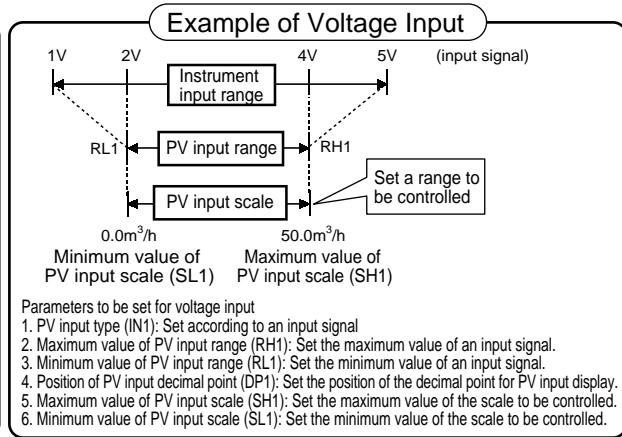 Example of Voltage Input
1V 2V 4V 5V (input signal)
Instrument
input range
RL1 PV input range RH1
PV input scale
Set a range to
be controlled
0.0m³/h 50.0m³/h
Minimum value of Maximum value of
PV input scale (SL1) PV input scale (SH1)
Parameters to be set for voltage input
1. PV input type (IN1): Set according to an input signal
2. Maximum value of PV input range (RH1): Set the maximum value of an input signal.
3. Minimum value of PV input range (RL1): Set the minimum value of an input signal.
4. Position of PV input decimal point (DP1): Set the position of the decimal point for PV input display.
5. Maximum value of PV input scale (SH1): Set the maximum value of the scale to be controlled.
6. Minimum value of PV input scale (SL1): Set the minimum value of the scale to be controlled.